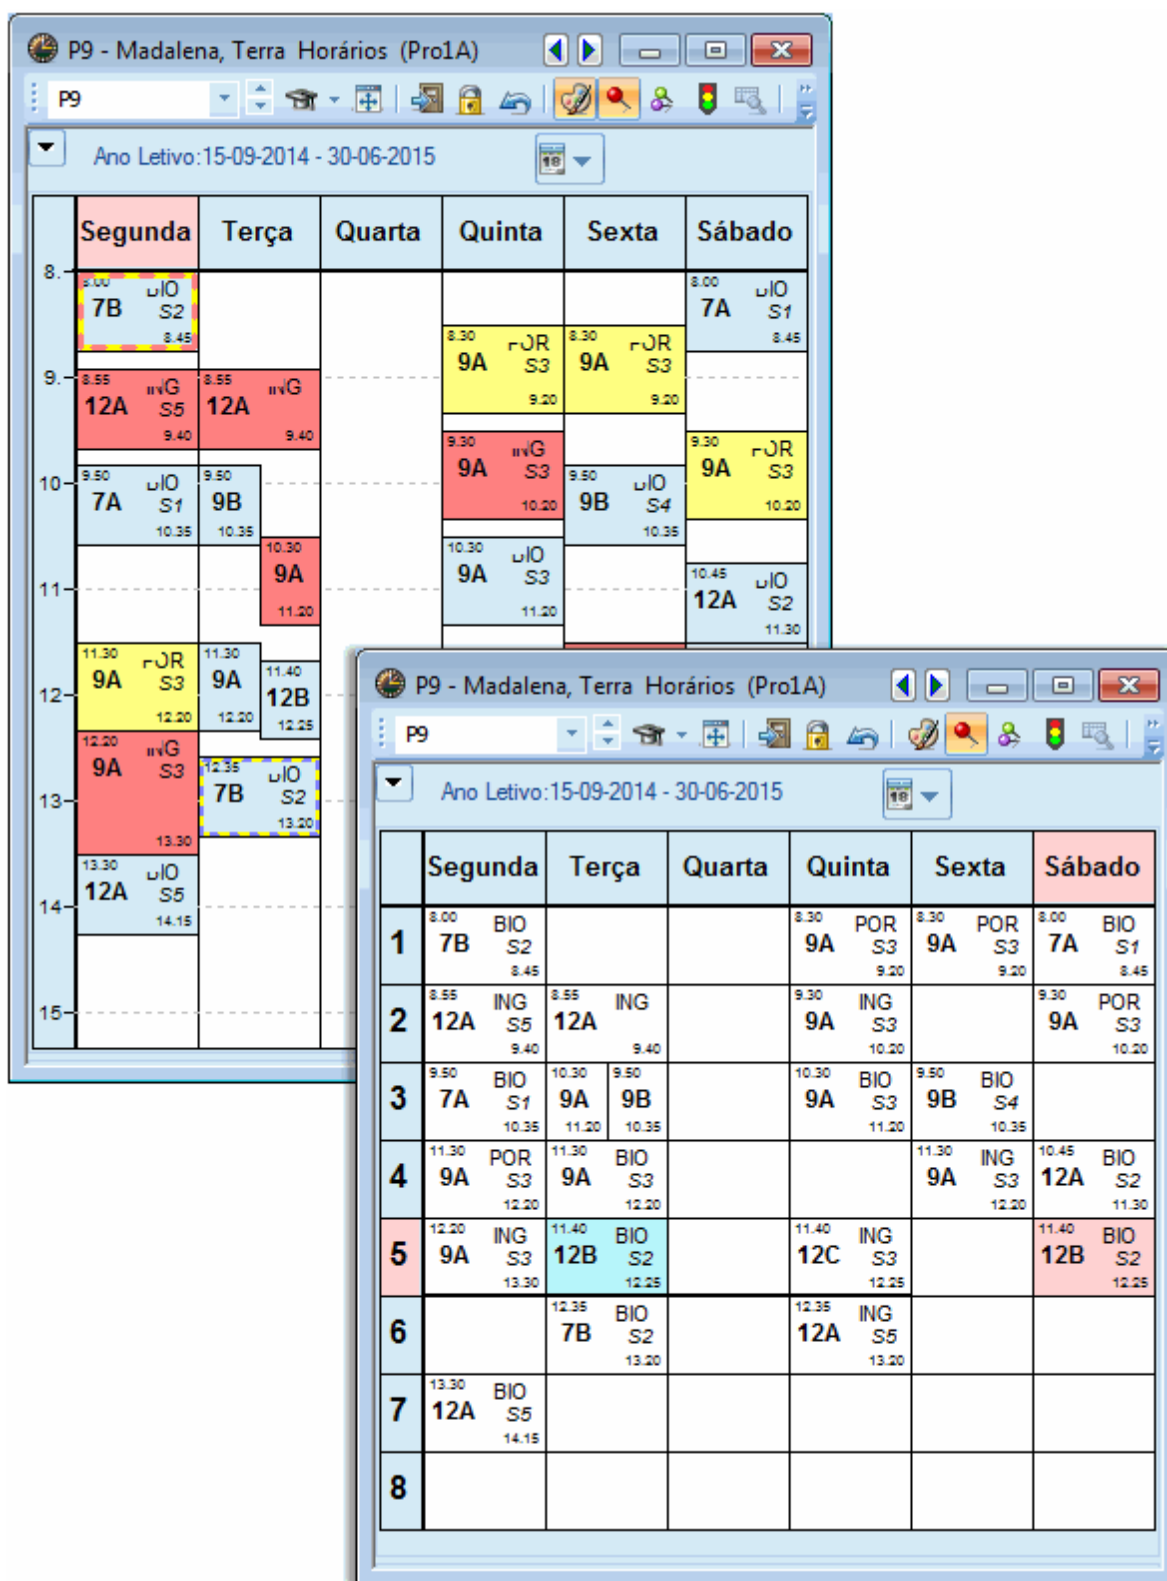 P9 - Madalena, Terra Horários (Pro1A)
P9
18
Ano Letivo:15-09-2014 - 30-06-2015
Segunda Terça Quarta Quinta Sexta Sábado
8.
8.00 8.00
7B S2 7A S1
8.45 8.45
8.30 8.30
9A S3 9A S3
9.20 9.20
9.
8.55 8.55
12A S5 12A
9.40 9.40
9.30 9.30
9A S3 9A S3
10.20 10.20
10
9.50 9.50 9.50
7A S1 9B 9B S4
10.35 10.35 10.35
10.30 10.30
9A 9A S3
11.20 11.20
11
10.45
12A S2
11.30
11.30 11.30 11.40
9A S3 9A 12B
12.20 12.20 12.25
12
12.20 12.35
9A S3 7B S2
13.30 13.20
13
13.30
12A S5
14.15
14
15
P9 - Madalena, Terra Horários (Pro1A)
P9
18
Ano Letivo:15-09-2014 - 30-06-2015
Segunda Terça Quarta Quinta Sexta Sábado
8.00 BIO 8.30 POR 8.30 POR 8.00 BIO
1 7B S2 9A S3 9A S3 7A S1
8.45 9.20 9.20 8.45
8.55 ING 8.55 ING 9.30 ING 9.30 POR
2 12A S5 12A 9A S3 9A S3
9.40 9.40 10.20 10.20
9.50 BIO 10.30 9.50 10.30 BIO 9.50 BIO
3 7A S1 9A 9B 9A S3 9B S4
10.35 11.20 10.35 11.20 10.35
11.30 POR 11.30 BIO 11.30 ING 10.45 BIO
4 9A S3 9A S3 9A S3 12A S2
12.20 12.20 12.20 11.30
12.20 ING 11.40 BIO 11.40 ING 11.40 BIO
5 9A S3 12B S2 12C S3 12B S2
13.30 12.25 12.25 12.25
12.35 BIO 12.35 ING
6 7B S2 12A S5
13.20 13.20
13.30 BIO
7 12A S5
14.15
8